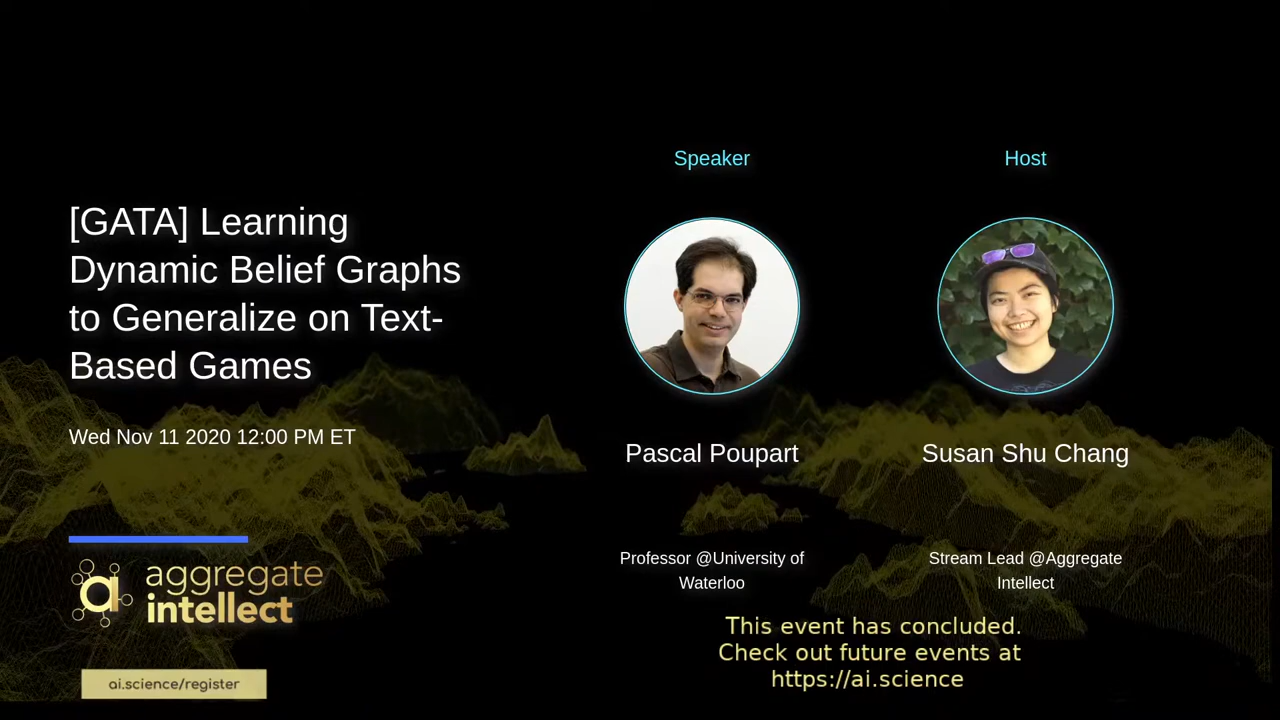 [GATA] Learning
Dynamic Belief Graphs
to Generalize on Text-
Based Games
Wed Nov 11 2020 12:00 PM ET
aggregate
intellect
ai.science/register
Speaker
Pascal Poupart
Professor @University of
Waterloo
Host
Susan Shu Chang
Stream Lead @Aggregate
Intellect
This event has concluded.
Check out future events at
https://ai.science